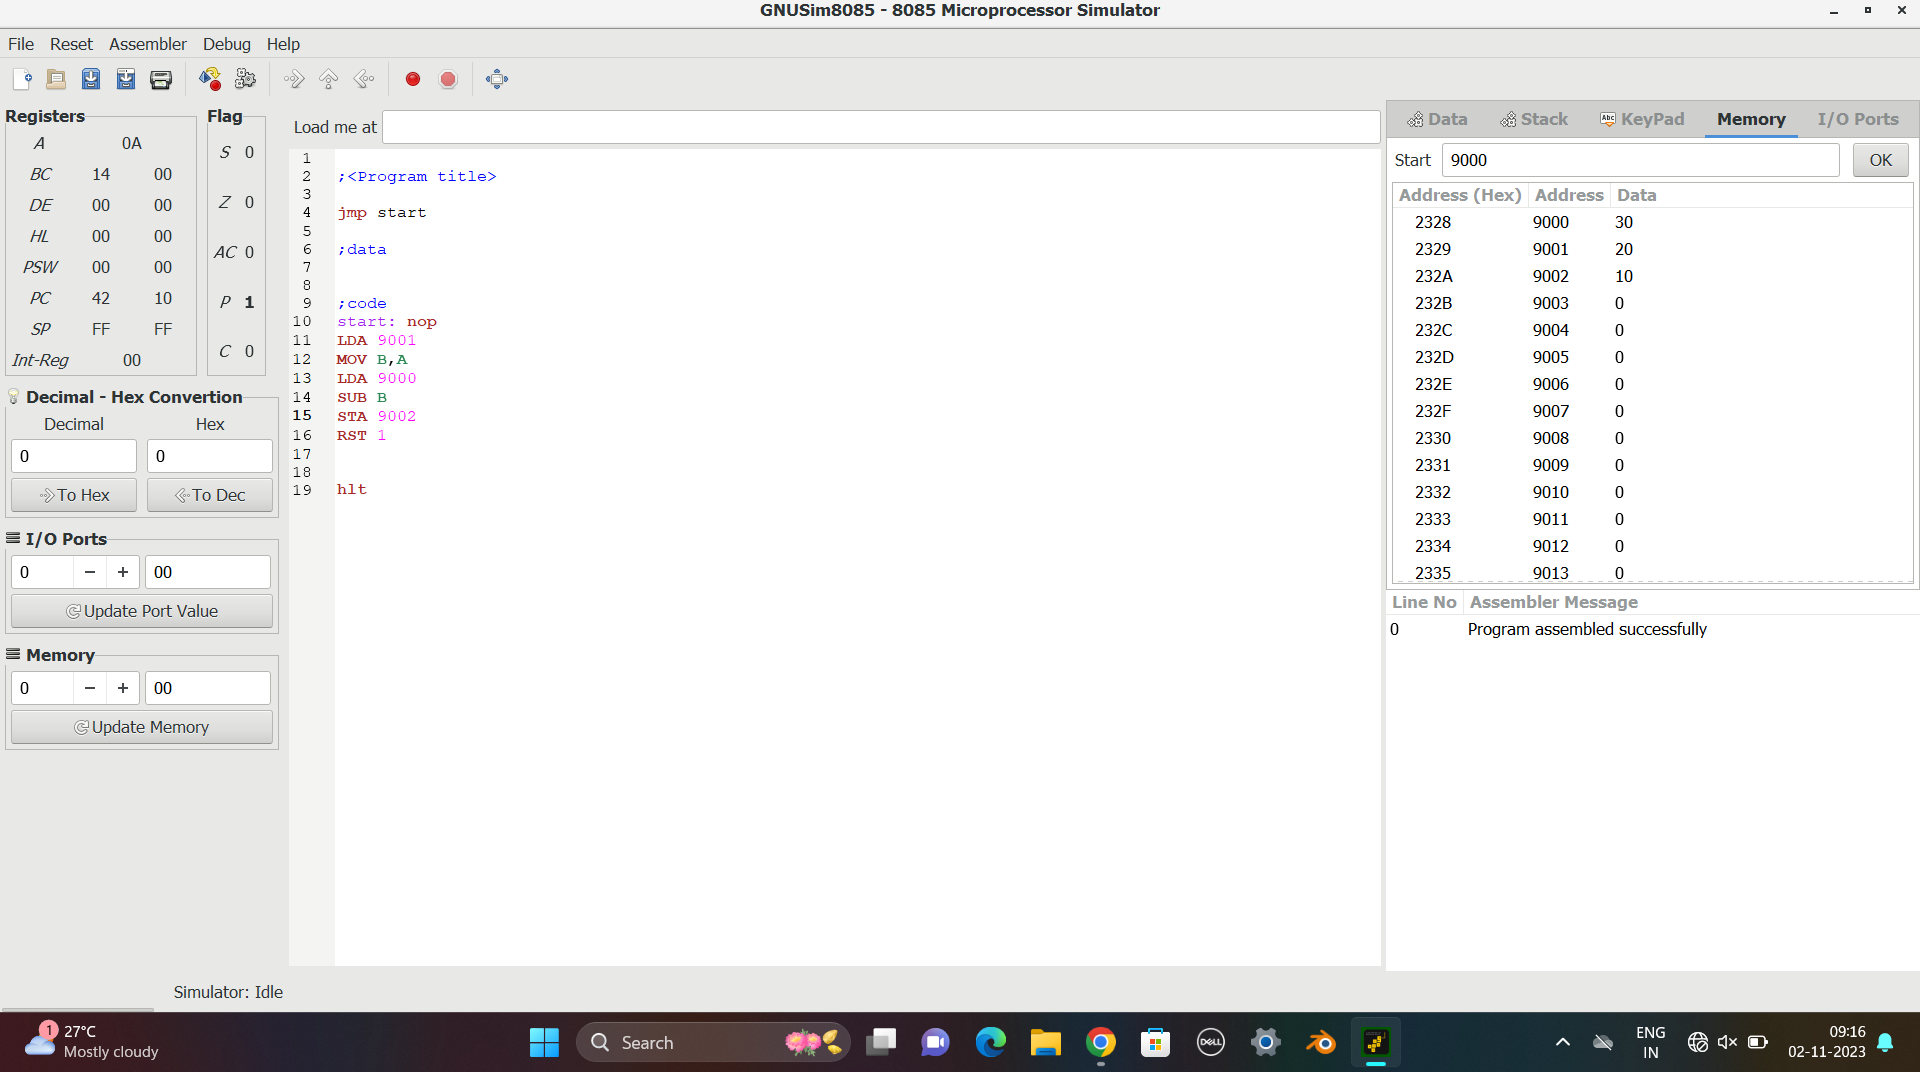 GNUSim8085 - 8085 Microprocessor Simulator
File Reset Assembler Debug Help
Registers
A 0A
BC 14 00
DE 00 00
HL 00 00
PSW 00 00
PC 42 10
SP FF FF
Int-Reg 00
Flag
S 0
Z 0
AC 0
P 1
C 0
Decimal - Hex Convertion
Decimal Hex
0 0
To Hex To Dec
I/O Ports
0 − + 00
Update Port Value
Memory
0 − + 00
Update Memory
Load me at
1
2 ;<Program title>
3
4 jmp start
5
6 ;data
7
8
9 ;code
10 start: nop
11 LDA 9001
12 MOV B,A
13 LDA 9000
14 SUB B
15 STA 9002
16 RST 1
17
18
19 hlt
Data Stack KeyPad Memory I/O Ports
Start 9000 OK
Address (Hex) Address Data
2328 9000 30
2329 9001 20
232A 9002 10
232B 9003 0
232C 9004 0
232D 9005 0
232E 9006 0
232F 9007 0
2330 9008 0
2331 9009 0
2332 9010 0
2333 9011 0
2334 9012 0
2335 9013 0
Line No Assembler Message
0 Program assembled successfully
Simulator: Idle
1
27°C
Mostly cloudy
Search
DELL
ENG
IN
09:16
02-11-2023